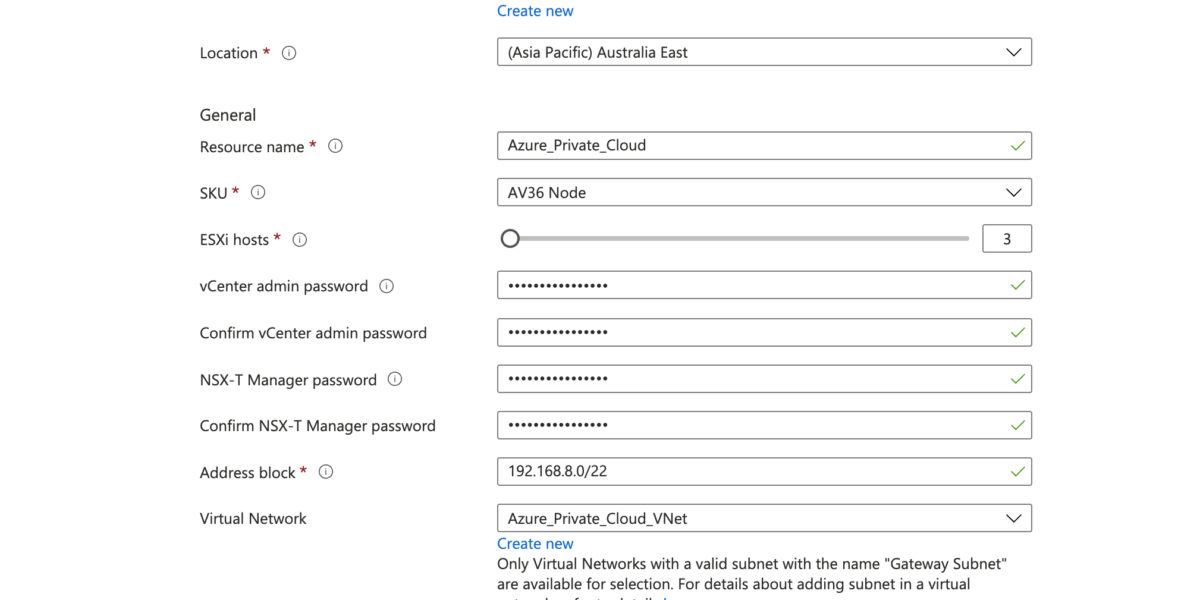 Create new
Location * (Asia Pacific) Australia East
General
Resource name * Azure_Private_Cloud
SKU * AV36 Node
ESXi hosts * 3
vCenter admin password ••••••••••••••••
Confirm vCenter admin password ••••••••••••••••
NSX-T Manager password ••••••••••••••••
Confirm NSX-T Manager password ••••••••••••••••
Address block * 192.168.8.0/22
Virtual Network Azure_Private_Cloud_VNet
Create new
Only Virtual Networks with a valid subnet with the name "Gateway Subnet"
are available for selection. For details about adding subnet in a virtual